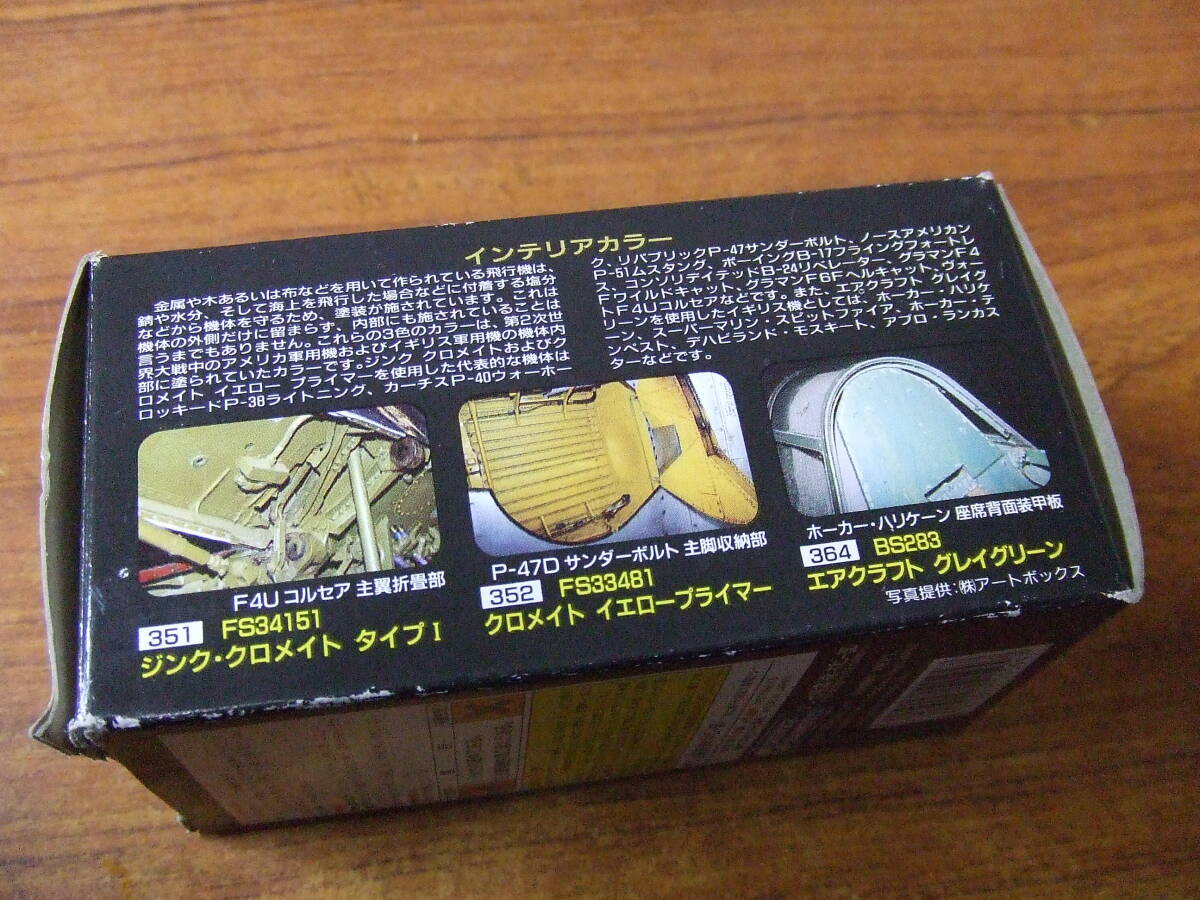 インテリアカラー
金属や木あるいは布などを用いて作られている飛行機は、
錆や水分、そして海上を飛行した場合などに付着する塩分
などから機体を守るため、塗装が施されています。これは
機体の外側だけに留まらず、内部にも施されていることは
言うまでもありません。これらの3色のカラーは、第2次世
界大戦中のアメリカ軍用機およびイギリス軍用機の機体内
部に塗られていたカラーです。ジンク クロメイトおよびク
ロメイト イエロー プライマーを使用した代表的な機体は
ロッキードP-38ライトニング、カーチスP-40ウォーホー
ク、リパブリックP-47サンダーボルト、ノースアメリカン
P-51ムスタング、ボーイングB-17フライングフォートレ
ス、コンソリデイテッドB-24リベレーター、グラマンF4
Fワイルドキャット、グラマンF6Fヘルキャット、ヴォー
トF4Uコルセアなどです。また、エアクラフト グレイグ
リーンを使用したイギリス機としては、ホーカー・ハリケ
ーン、スーパーマリン・スピットファイア、ホーカー・テ
ンペスト、デハビランド・モスキート、アブロ・ランカス
ターなどです。
F4U コルセア 主翼折畳部
351 FS34151
ジンク・クロメイト タイプI
P-47D サンダーボルト 主脚収納部
352 FS33481
クロメイト イエロープライマー
ホーカー・ハリケーン 座席背面装甲板
364 BS283
エアクラフト グレイグリーン
写真提供:㈱アートボックス